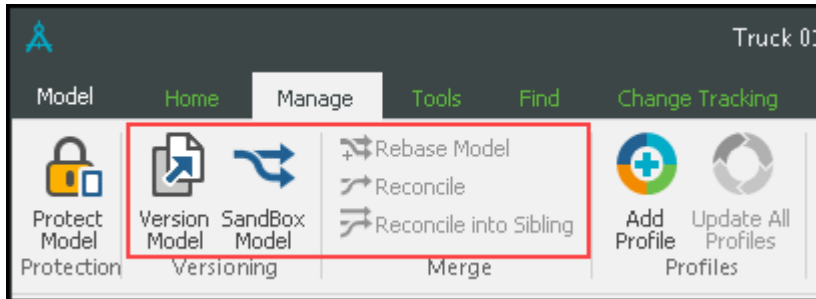 Truck 0
Model Home Manage Tools Find Change Tracking
Protect Model
Version Model
SandBox Model
Rebase Model
Reconcile
Reconcile into Sibling
Add Profile
Update All Profiles
Protection Versioning Merge Profiles